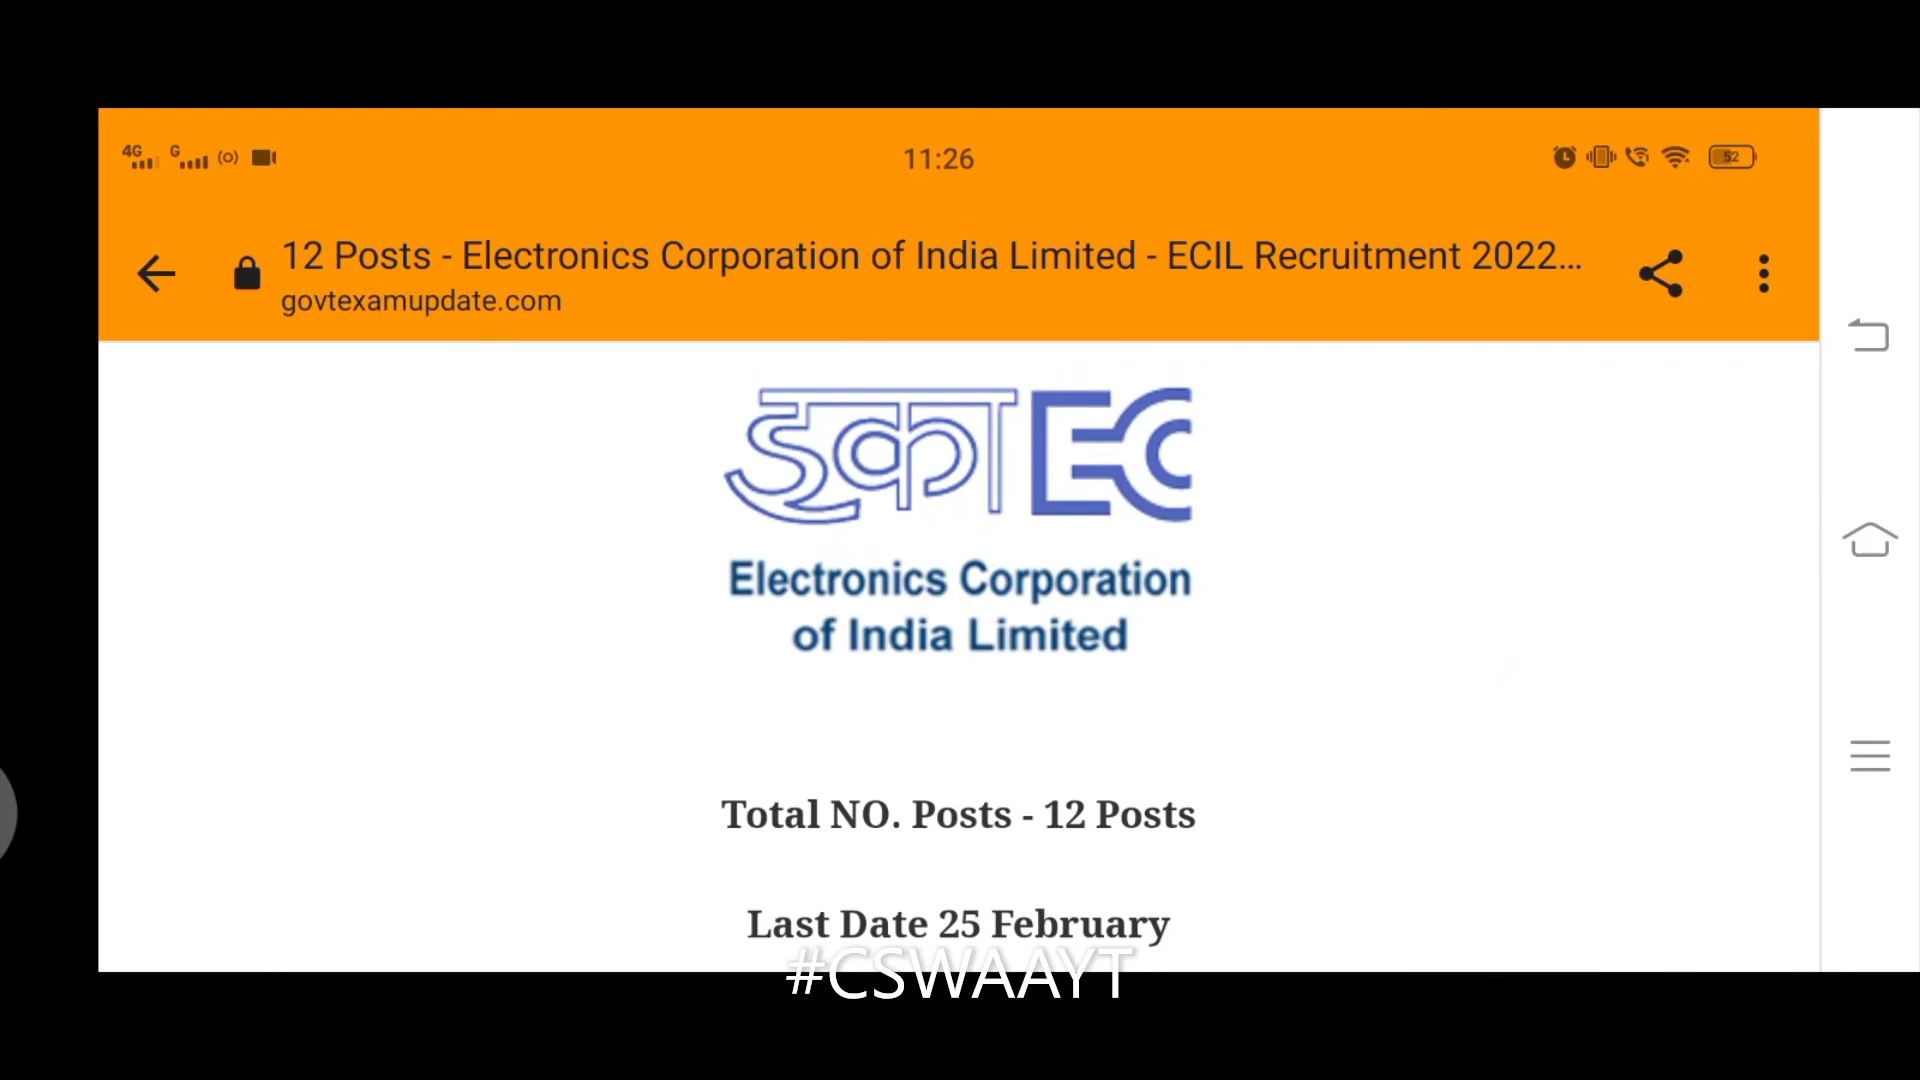 4G G 11:26 52
12 Posts - Electronics Corporation of India Limited - ECIL Recruitment 2022...
govtexamupdate.com
इका EC
Electronics Corporation
of India Limited
Total NO. Posts - 12 Posts
Last Date 25 February
#CSWAAYT